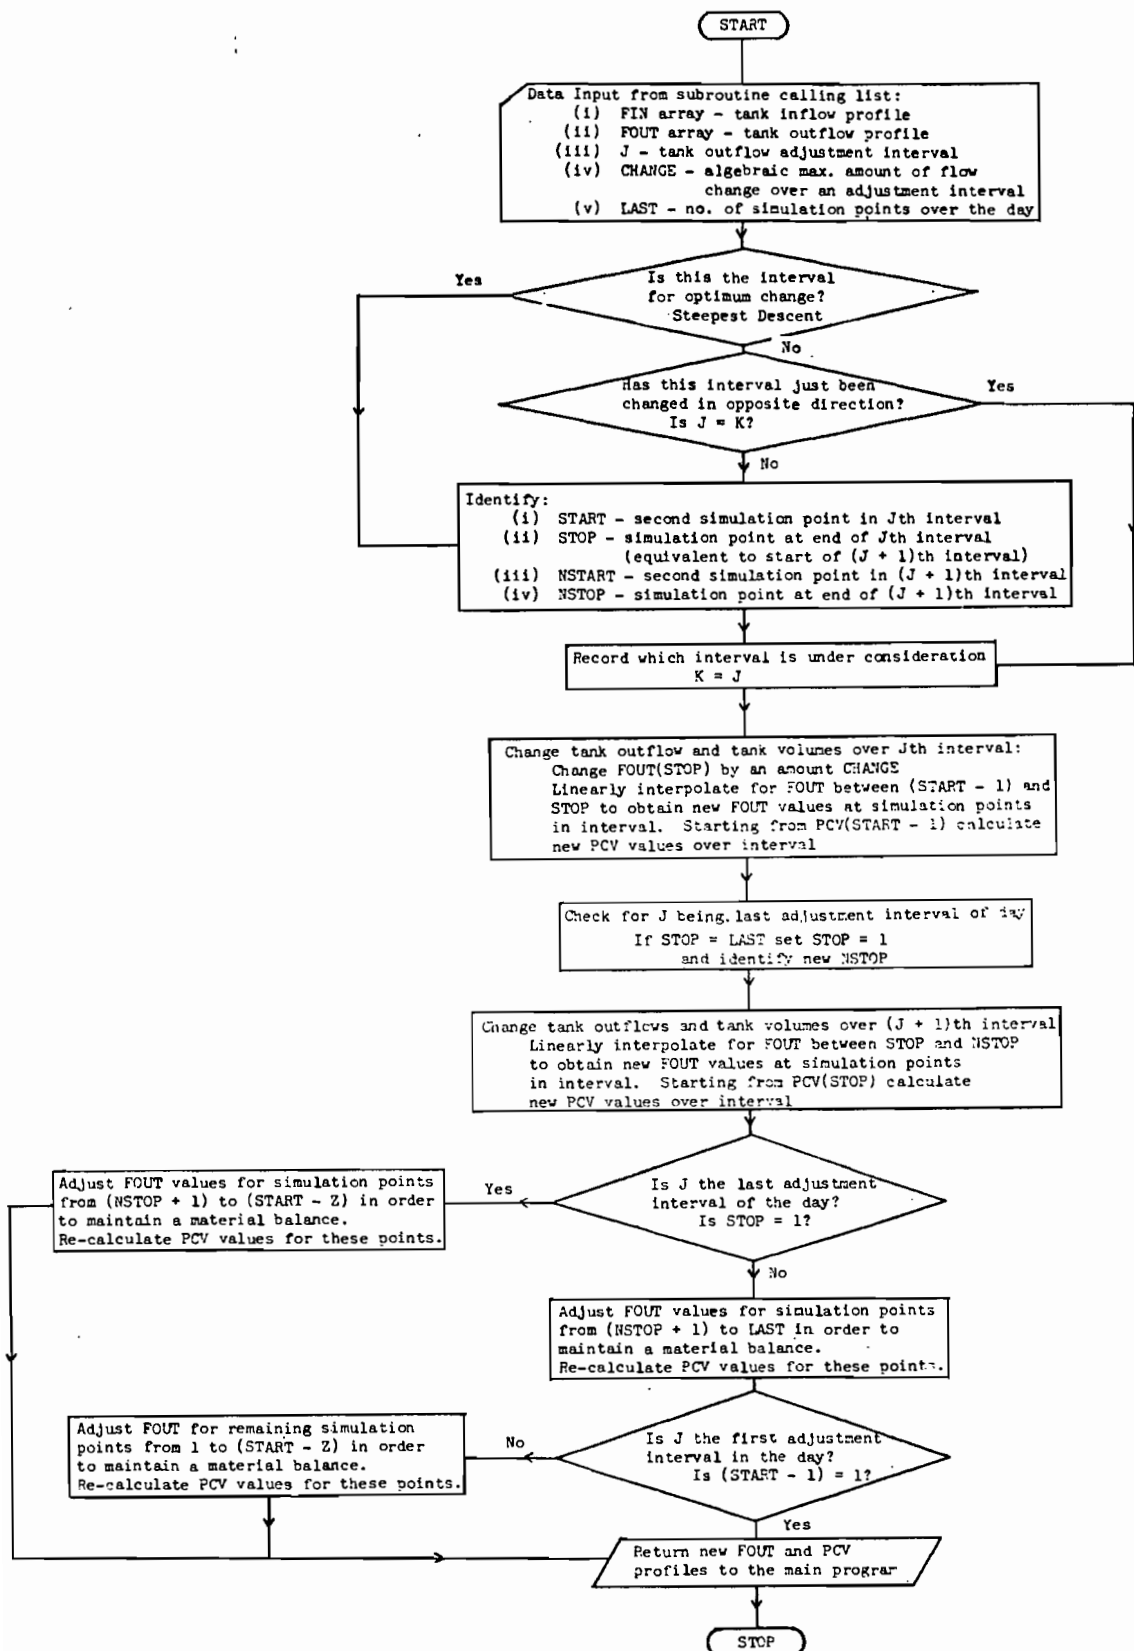 START
Data Input from subroutine calling list:
(i) FIN array - tank inflow profile
(ii) FOUT array - tank outflow profile
(iii) J - tank outflow adjustment interval
(iv) CHANGE - algebraic max. amount of flow
change over an adjustment interval
(v) LAST - no. of simulation points over the day
Yes
Is this the interval
for optimum change?
Steepest Descent
No
Has this interval just been
changed in opposite direction?
Is J = K?
Yes
No
Identify:
(i) START - second simulation point in Jth interval
(ii) STOP - simulation point at end of Jth interval
(equivalent to start of (J + 1)th interval)
(iii) NSTART - second simulation point in (J + 1)th interval
(iv) NSTOP - simulation point at end of (J + 1)th interval
Record which interval is under consideration
K = J
Change tank outflow and tank volumes over Jth interval:
Change FOUT(STOP) by an amount CHANGE
Linearly interpolate for FOUT between (START - 1) and
STOP to obtain new FOUT values at simulation points
in interval. Starting from PCV(START - 1) calculate
new PCV values over interval
Check for J being last adjustment interval of day
If STOP = LAST set STOP = 1
and identify new NSTOP
Change tank outflows and tank volumes over (J + 1)th interval
Linearly interpolate for FOUT between STOP and NSTOP
to obtain new FOUT values at simulation points
in interval. Starting from PCV(STOP) calculate
new PCV values over interval
Is J the last adjustment
interval of the day?
Is STOP = 1?
Yes
Adjust FOUT values for simulation points
from (NSTOP + 1) to (START - Z) in order
to maintain a material balance.
Re-calculate PCV values for these points.
No
Adjust FOUT values for simulation points
from (NSTOP + 1) to LAST in order to
maintain a material balance.
Re-calculate PCV values for these points.
Is J the first adjustment
interval in the day?
Is (START - 1) = 1?
No
Adjust FOUT for remaining simulation
points from 1 to (START - Z) in order
to maintain a material balance.
Re-calculate PCV values for these points.
Yes
Return new FOUT and PCV
profiles to the main program
STOP